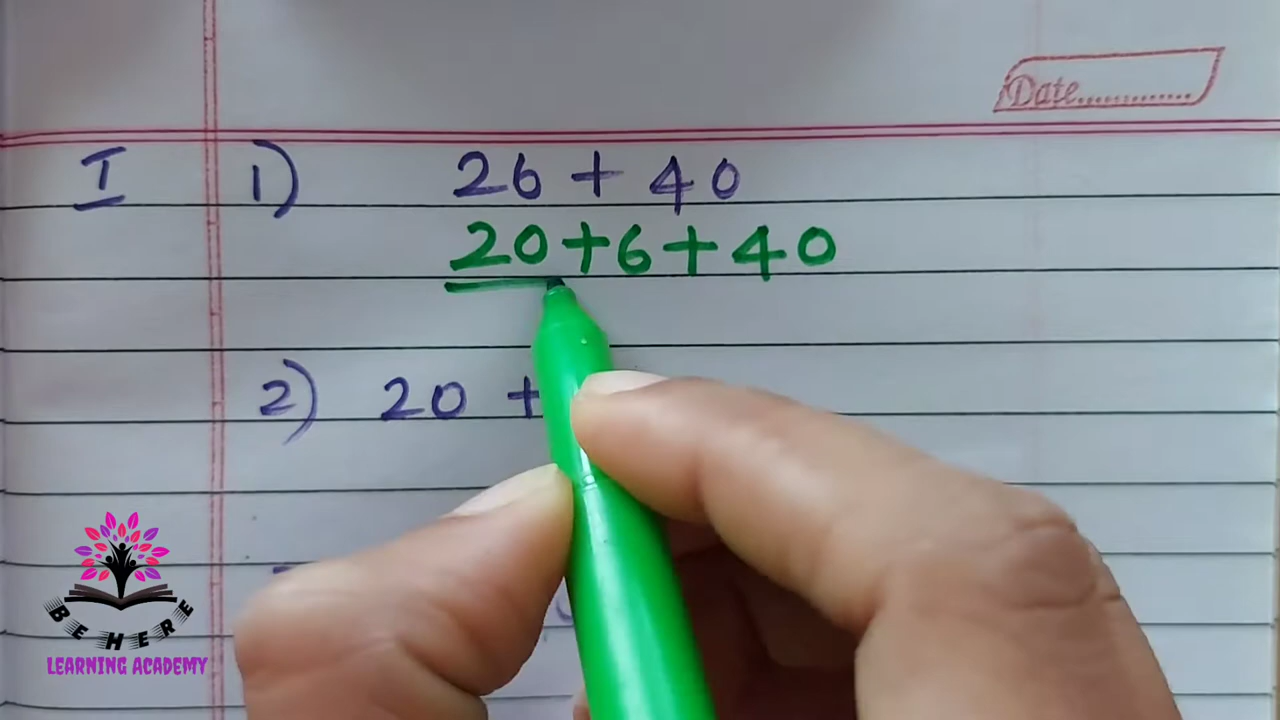 Date..................
I 1) 26 + 40
20+6+40
2) 20 +
BE HERE
LEARNING ACADEMY